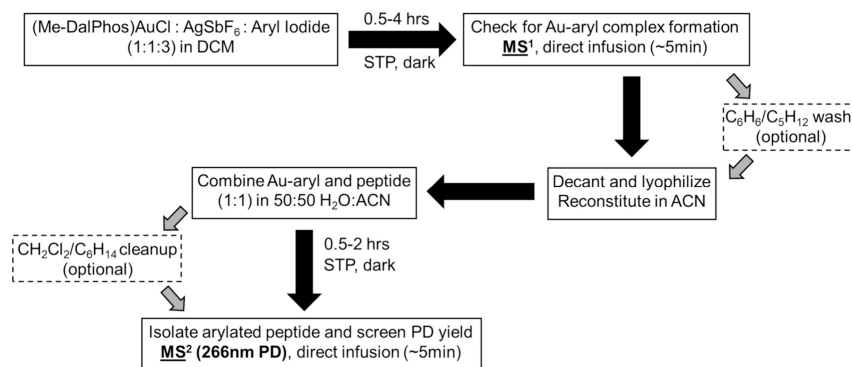 (Me-DalPhos)AuCl : AgSbF₆ : Aryl Iodide
(1:1:3) in DCM
0.5-4 hrs
STP, dark
Check for Au-aryl complex formation
MS¹, direct infusion (~5min)
C₆H₆/C₅H₁₂ wash
(optional)
Decant and lyophilize
Reconstitute in ACN
Combine Au-aryl and peptide
(1:1) in 50:50 H₂O:ACN
CH₂Cl₂/C₆H₁₄ cleanup
(optional)
0.5-2 hrs
STP, dark
Isolate arylated peptide and screen PD yield
MS² (266nm PD), direct infusion (~5min)